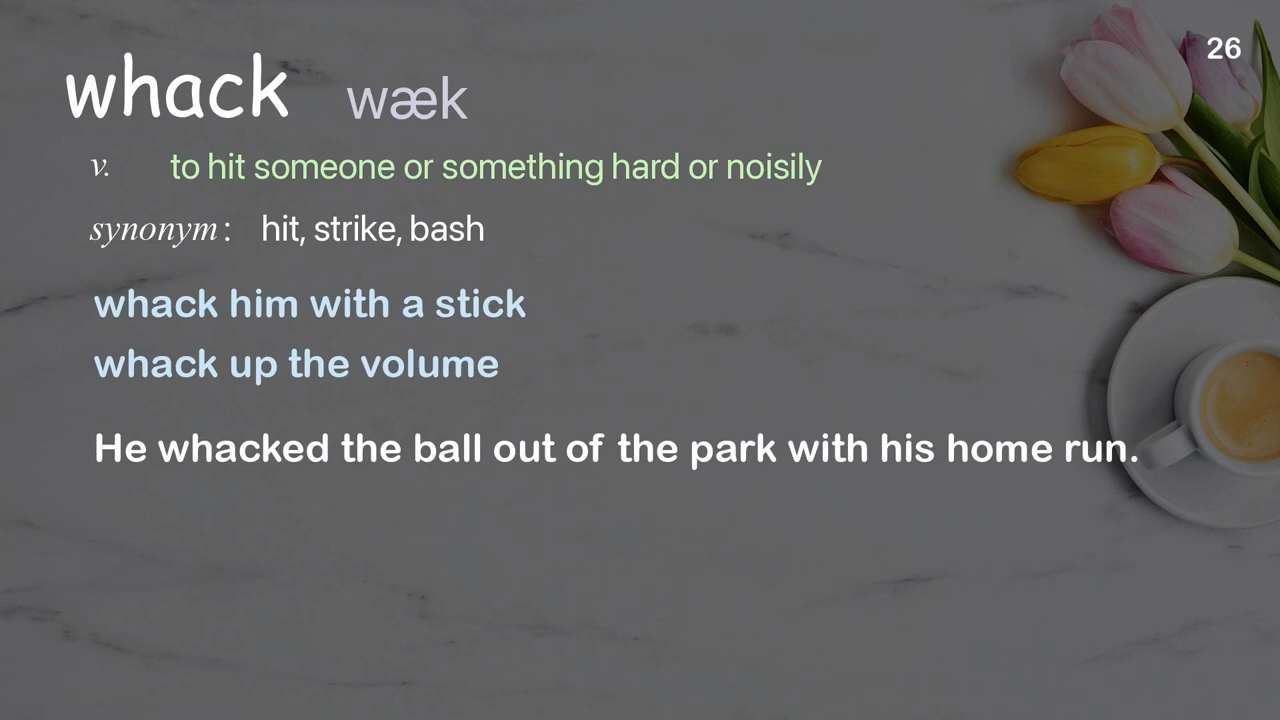 26
whack wæk
v. to hit someone or something hard or noisily
synonym: hit, strike, bash
whack him with a stick
whack up the volume
He whacked the ball out of the park with his home run.